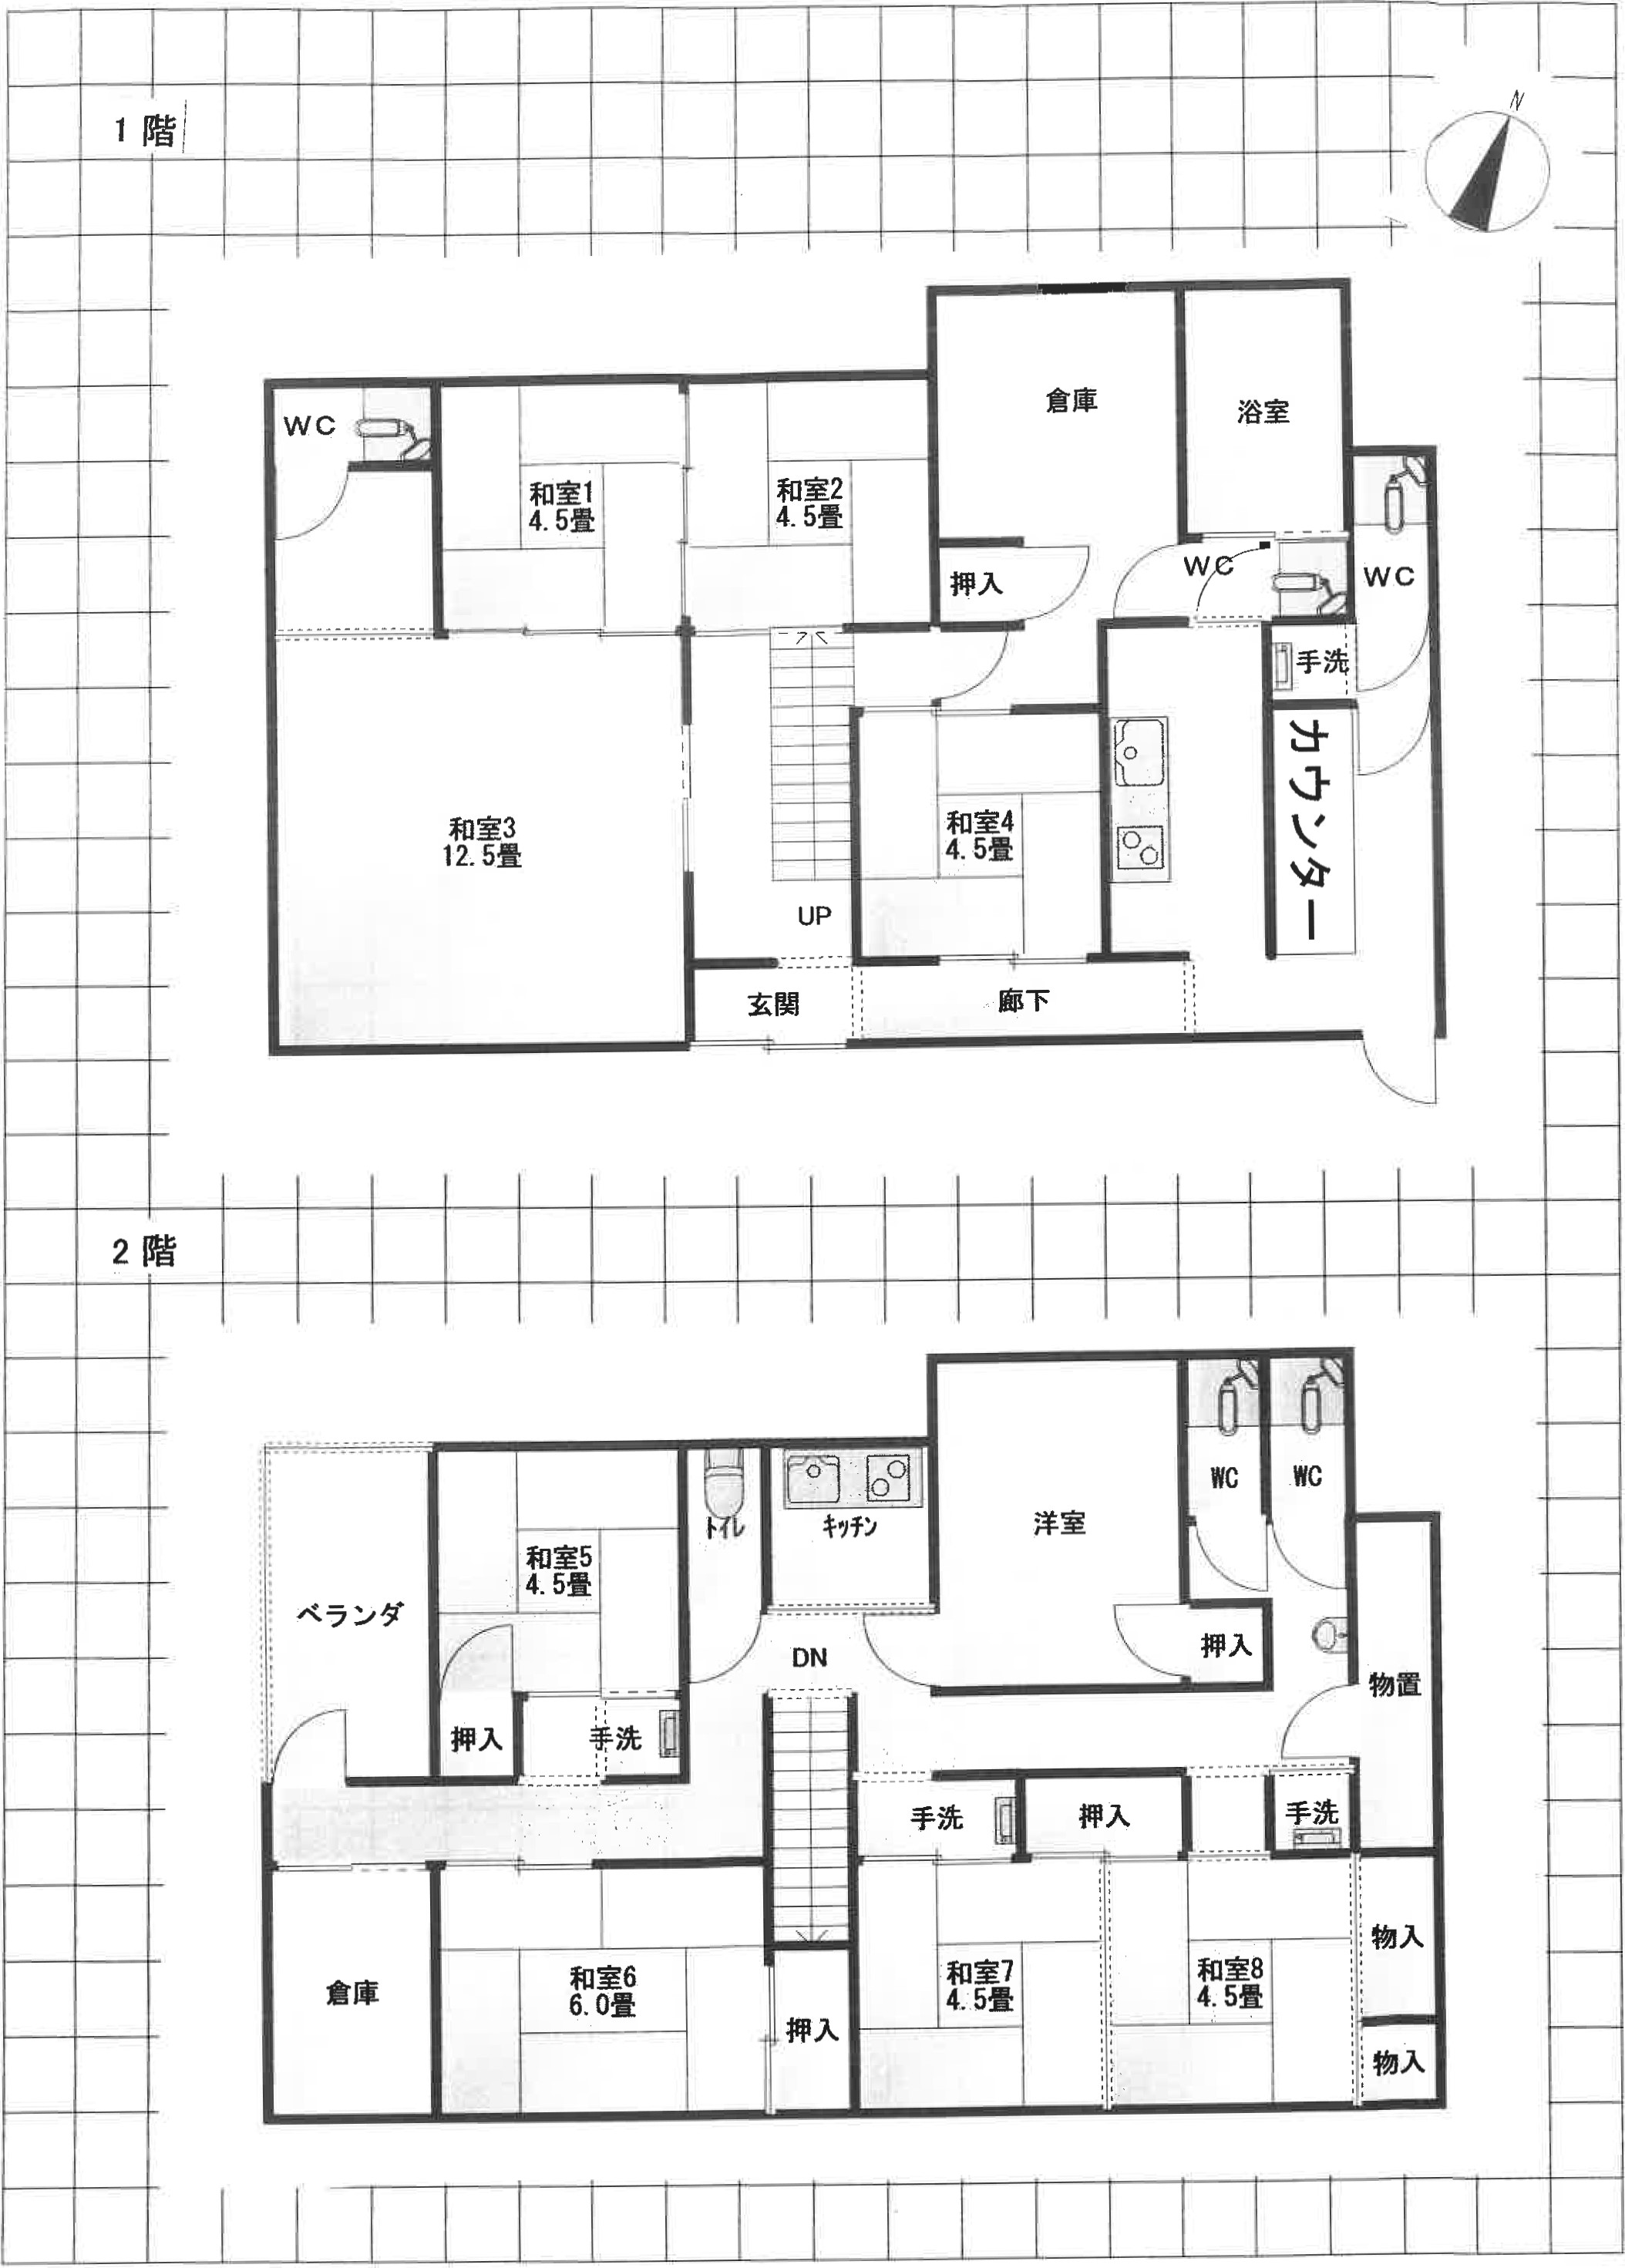 1階
N
WC
和室1
4.5畳
和室2
4.5畳
倉庫
浴室
押入
WC
WC
手洗
カウンター
和室3
12.5畳
和室4
4.5畳
UP
玄関
廊下
2階
ベランダ
和室5
4.5畳
トイレ
キッチン
洋室
WC
WC
DN
押入
物置
押入
手洗
手洗
押入
手洗
倉庫
和室6
6.0畳
押入
和室7
4.5畳
和室8
4.5畳
物入
物入